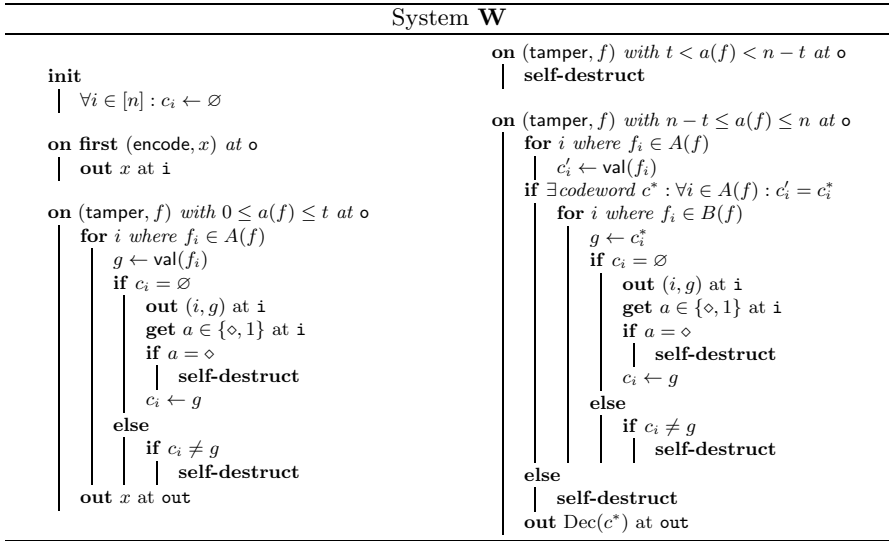 System W
init
∀i ∈ [n] : c_i ← ∅
on first (encode, x) at o
out x at i
on (tamper, f) with 0 ≤ a(f) ≤ t at o
for i where f_i ∈ A(f)
g ← val(f_i)
if c_i = ∅
out (i, g) at i
get a ∈ {⋄, 1} at i
if a = ⋄
self-destruct
c_i ← g
else
if c_i ≠ g
self-destruct
out x at out
on (tamper, f) with t < a(f) < n − t at o
self-destruct
on (tamper, f) with n − t ≤ a(f) ≤ n at o
for i where f_i ∈ A(f)
c′_i ← val(f_i)
if ∃codeword c* : ∀i ∈ A(f) : c′_i = c*_i
for i where f_i ∈ B(f)
g ← c*_i
if c_i = ∅
out (i, g) at i
get a ∈ {⋄, 1} at i
if a = ⋄
self-destruct
c_i ← g
else
if c_i ≠ g
self-destruct
else
self-destruct
out Dec(c*) at out